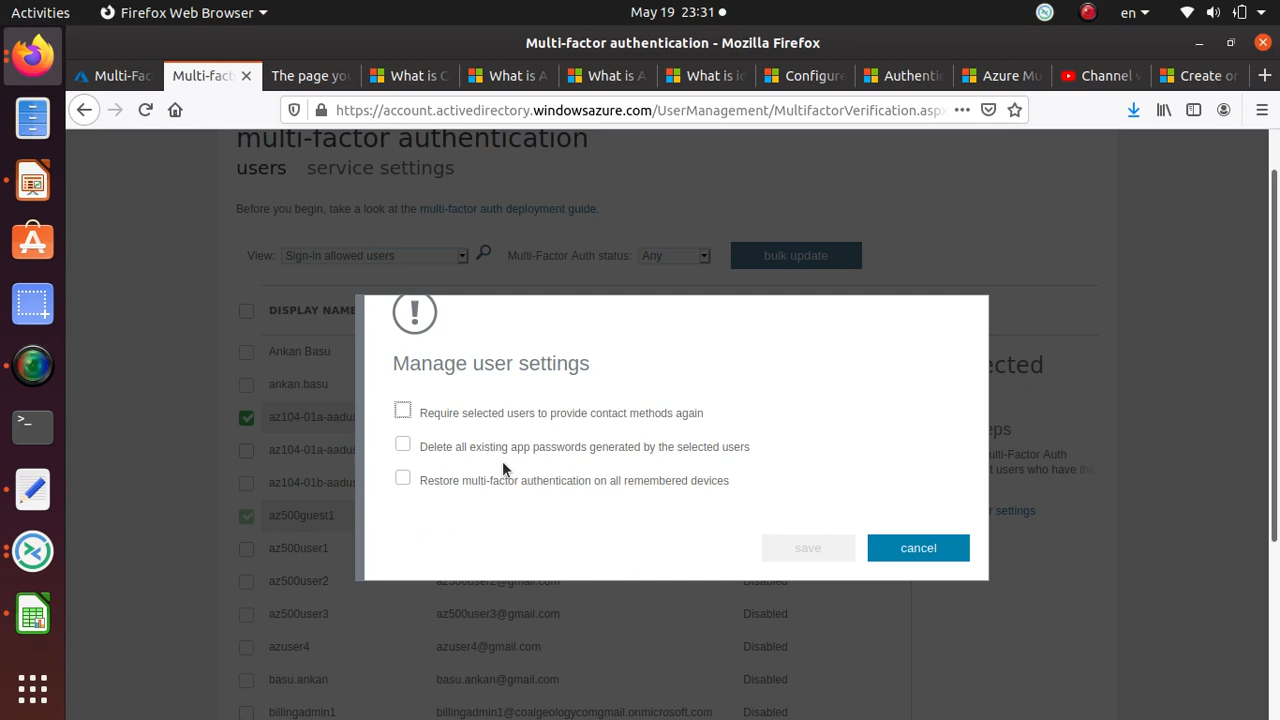 Activities Firefox Web Browser May 19 23:31 en
Multi-factor authentication - Mozilla Firefox
Multi-Fac Multi-fact The page you What is C What is A What is A What is id Configure Authentic Azure Mu Channel v Create or
https://account.activedirectory.windowsazure.com/UserManagement/MultifactorVerification.aspx
multi-factor authentication
users service settings
Before you begin, take a look at the multi-factor auth deployment guide.
View: Sign-in allowed users Multi-Factor Auth status: Any bulk update
DISPLAY NAME
!
Manage user settings
Require selected users to provide contact methods again
Delete all existing app passwords generated by the selected users
Restore multi-factor authentication on all remembered devices
save cancel
Ankan Basu
ected
ankan.basu
az104-01a-aadus
eps
az104-01a-aadus
ulti-Factor Auth
t users who have the
az104-01b-aadus
az500guest1
r settings
az500user1
az500user2 az500user2@gmail.com Disabled
az500user3 az500user3@gmail.com Disabled
azuser4 azuser4@gmail.com Disabled
basu.ankan basu.ankan@gmail.com Disabled
billingadmin1 billingadmin1@coalgeologycomgmail.onmicrosoft.com Disabled